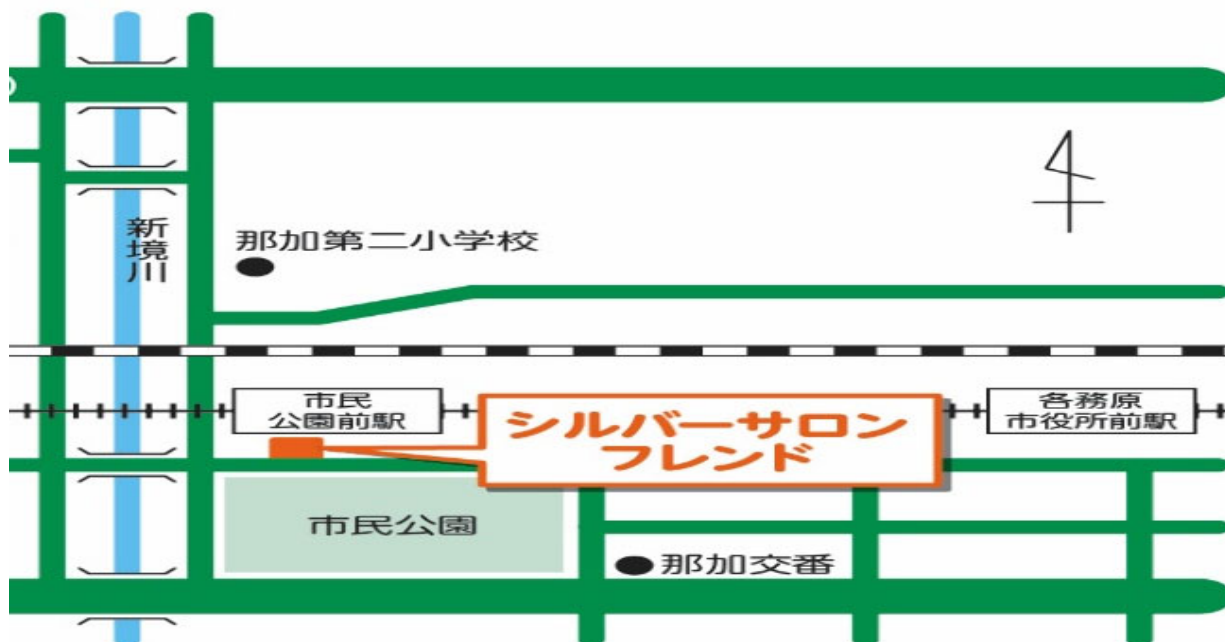 新境川
那加第二小学校
市民
公園前駅
シルバーサロン
フレンド
各務原
市役所前駅
市民公園
那加交番